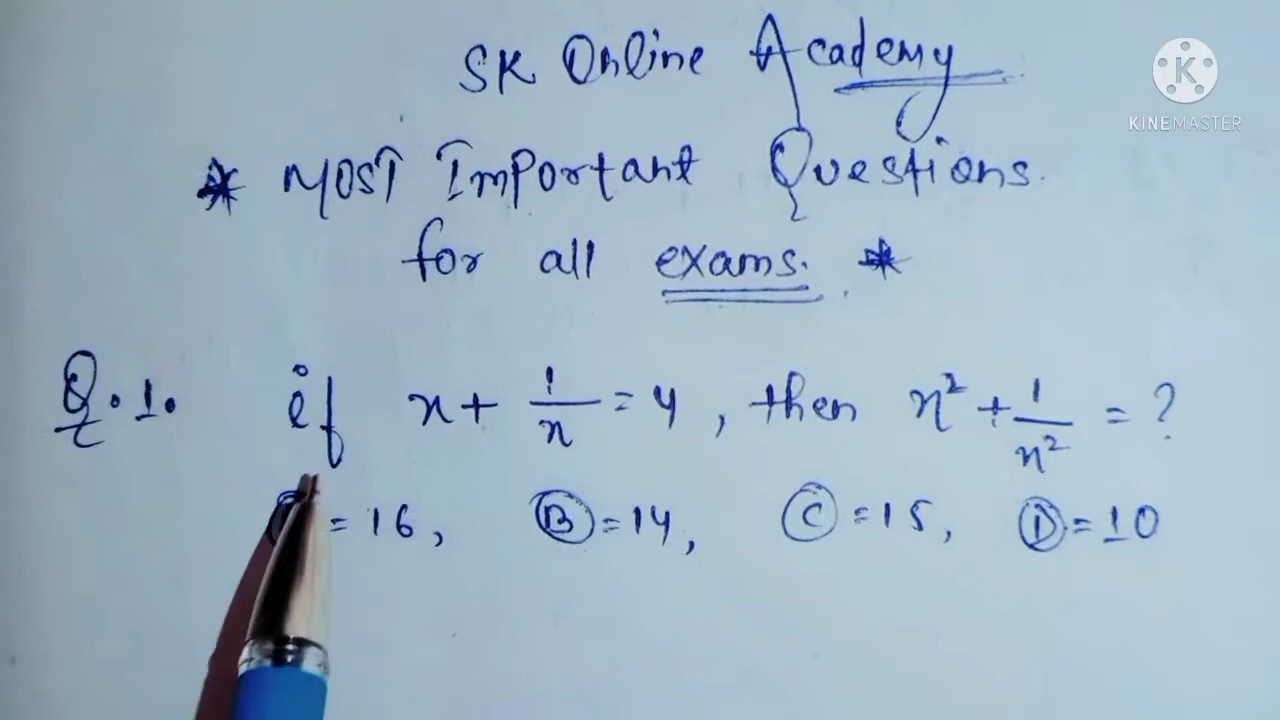 SK Online Academy
KINEMASTER
* MOST Important Questions.
for all exams. *
Q.1. if x + 1/x = 4, then x² + 1/x² = ?
= 16, Ⓑ = 14, Ⓒ = 15, Ⓓ = 10